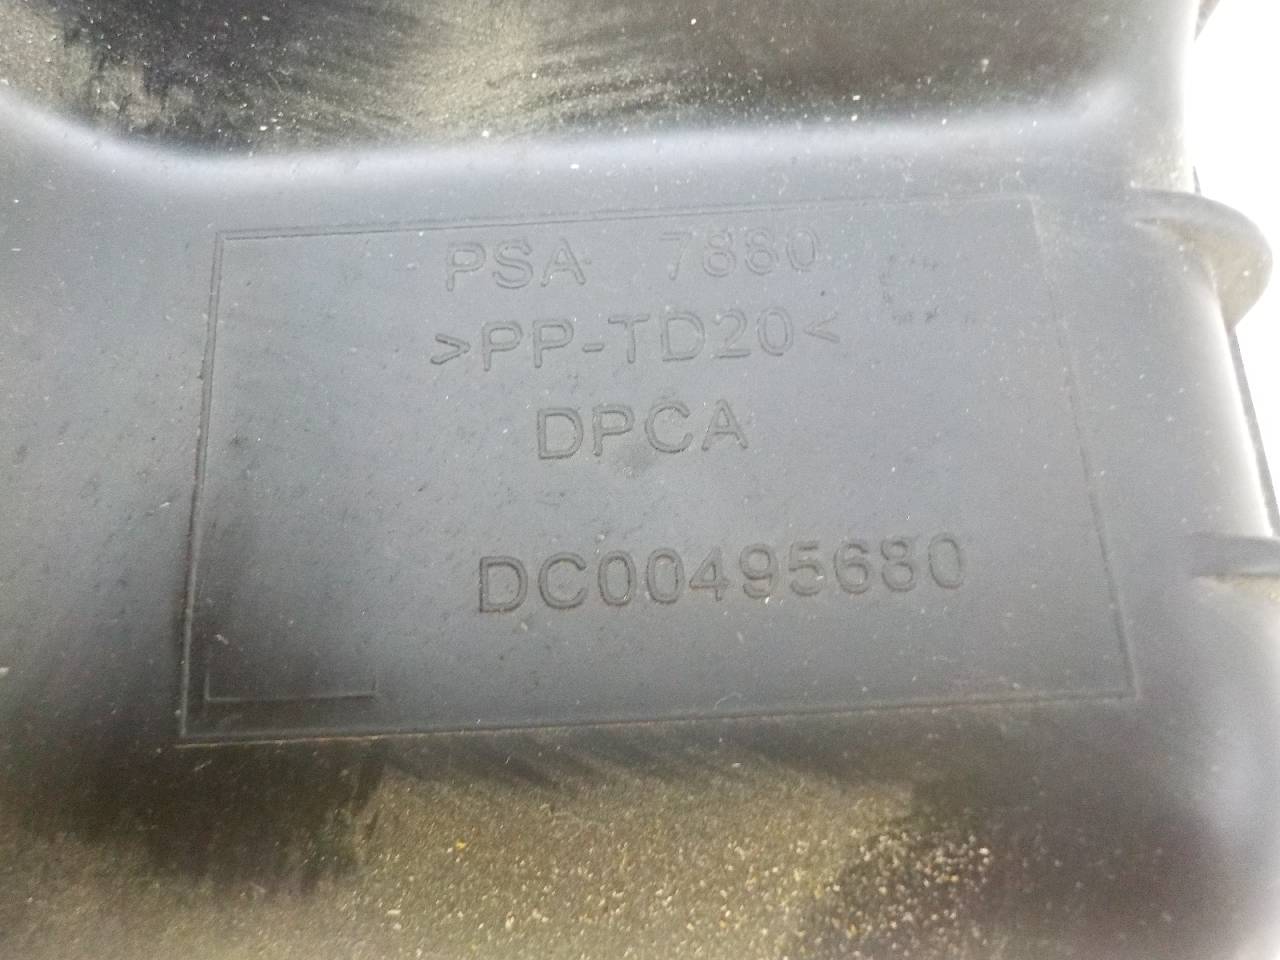 PSA 7880
>PP-TD20<
DPCA
DC00495680